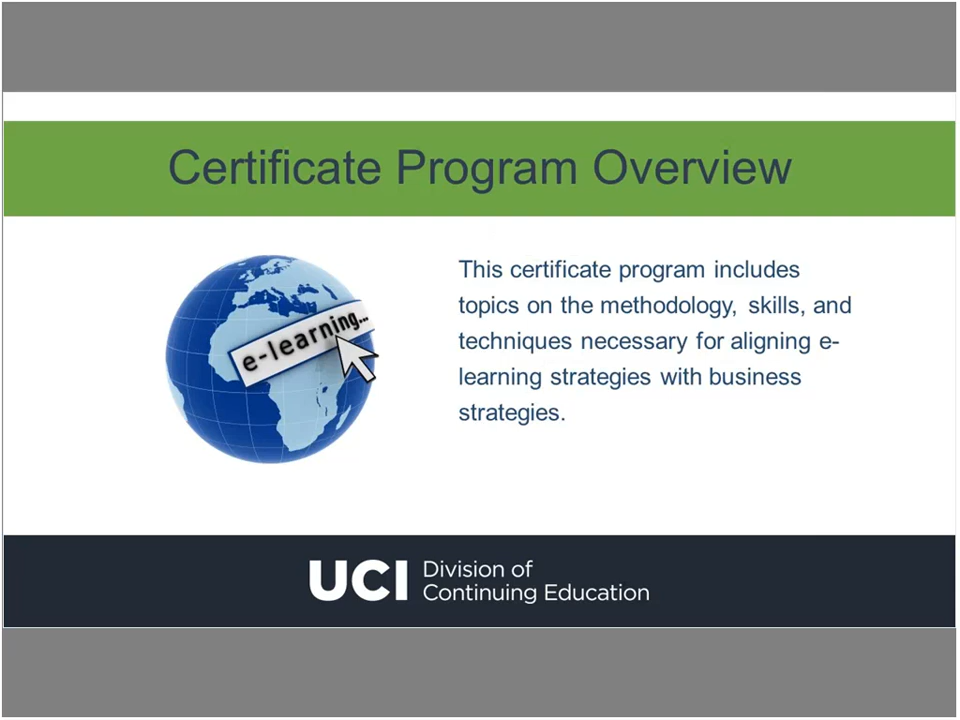 Certificate Program Overview
e-learning...
This certificate program includes
topics on the methodology, skills, and
techniques necessary for aligning e-
learning strategies with business
strategies.
UCI Division of
Continuing Education